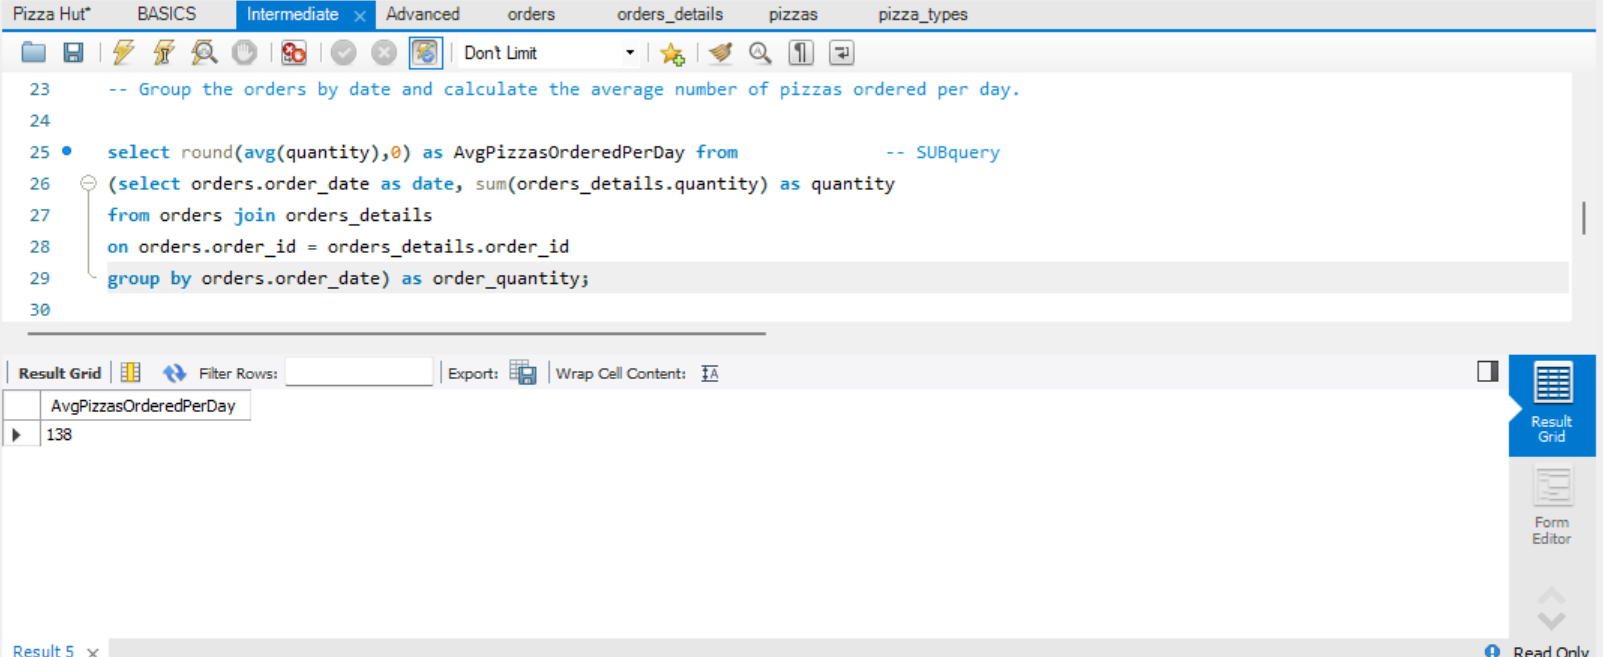 Pizza Hut* BASICS Intermediate × Advanced orders orders_details pizzas pizza_types
Don't Limit
23 -- Group the orders by date and calculate the average number of pizzas ordered per day.
24
25 select round(avg(quantity),0) as AvgPizzasOrderedPerDay from -- SUBquery
26 (select orders.order_date as date, sum(orders_details.quantity) as quantity
27 from orders join orders_details
28 on orders.order_id = orders_details.order_id
29 group by orders.order_date) as order_quantity;
30
Result Grid Filter Rows: Export: Wrap Cell Content: IA
AvgPizzasOrderedPerDay
138
Result
Grid
Form
Editor
Result 5 × Read Only